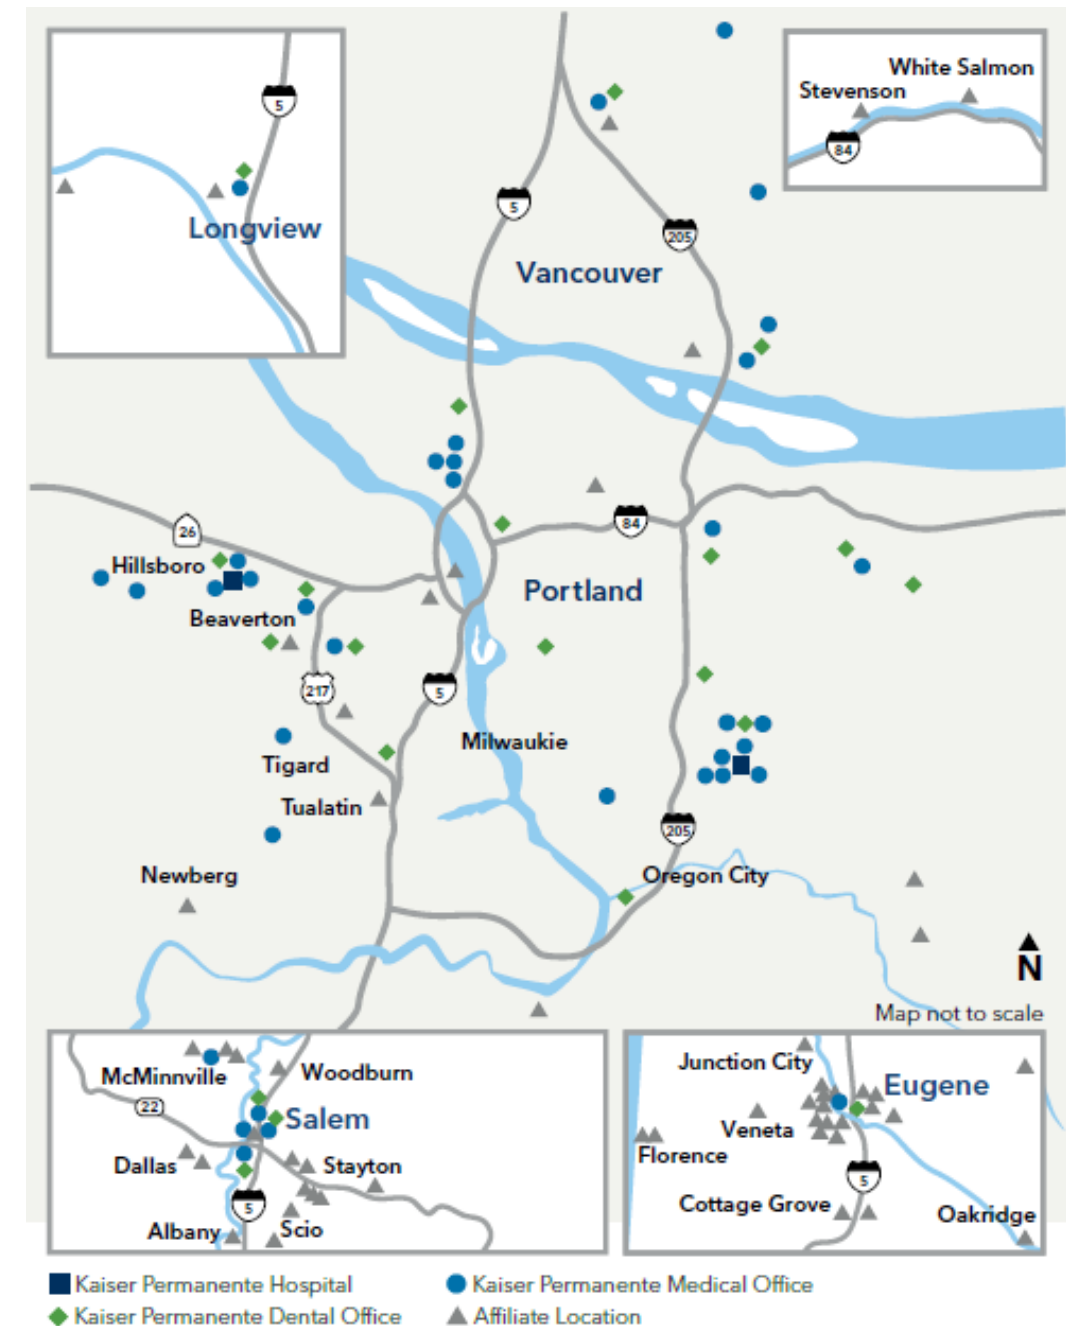 White Salmon
Stevenson
84
5
Longview
5
205
Vancouver
26
84
Hillsboro
Beaverton
Portland
217
5
Milwaukie
Tigard
Tualatin
205
Newberg
Oregon City
N
Map not to scale
McMinnville
Woodburn
22
Salem
Dallas
Stayton
5
Albany
Scio
Junction City
Eugene
Veneta
Florence
5
Cottage Grove
Oakridge
Kaiser Permanente Hospital
Kaiser Permanente Medical Office
Kaiser Permanente Dental Office
Affiliate Location